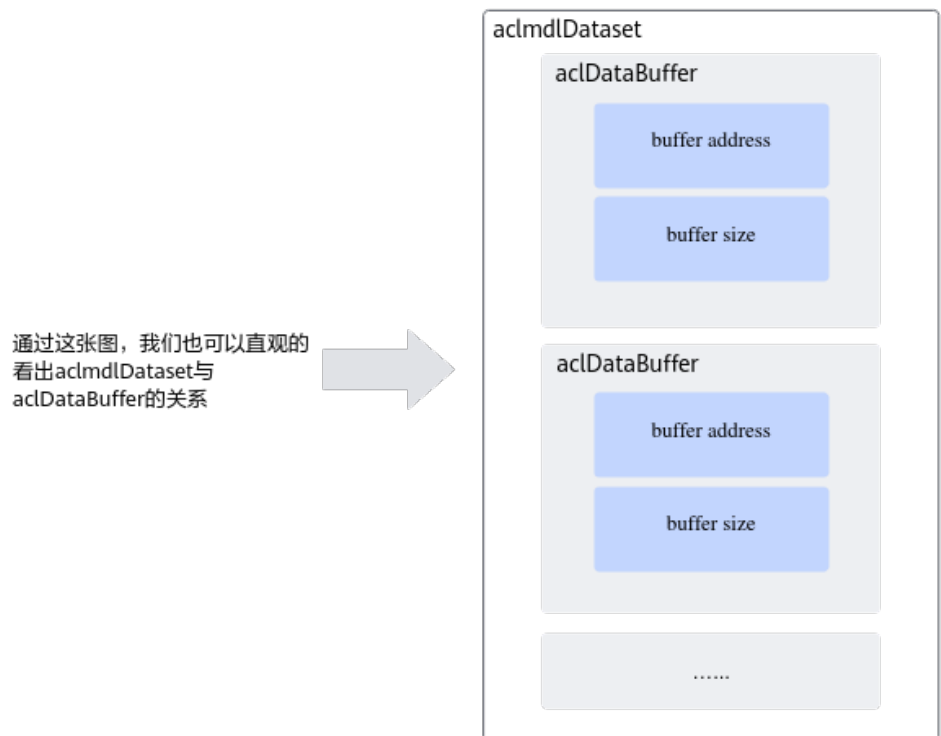 aclmdlDataset
aclDataBuffer
buffer address
buffer size
通过这张图，我们也可以直观的
看出aclmdlDataset与
aclDataBuffer的关系
aclDataBuffer
buffer address
buffer size
......